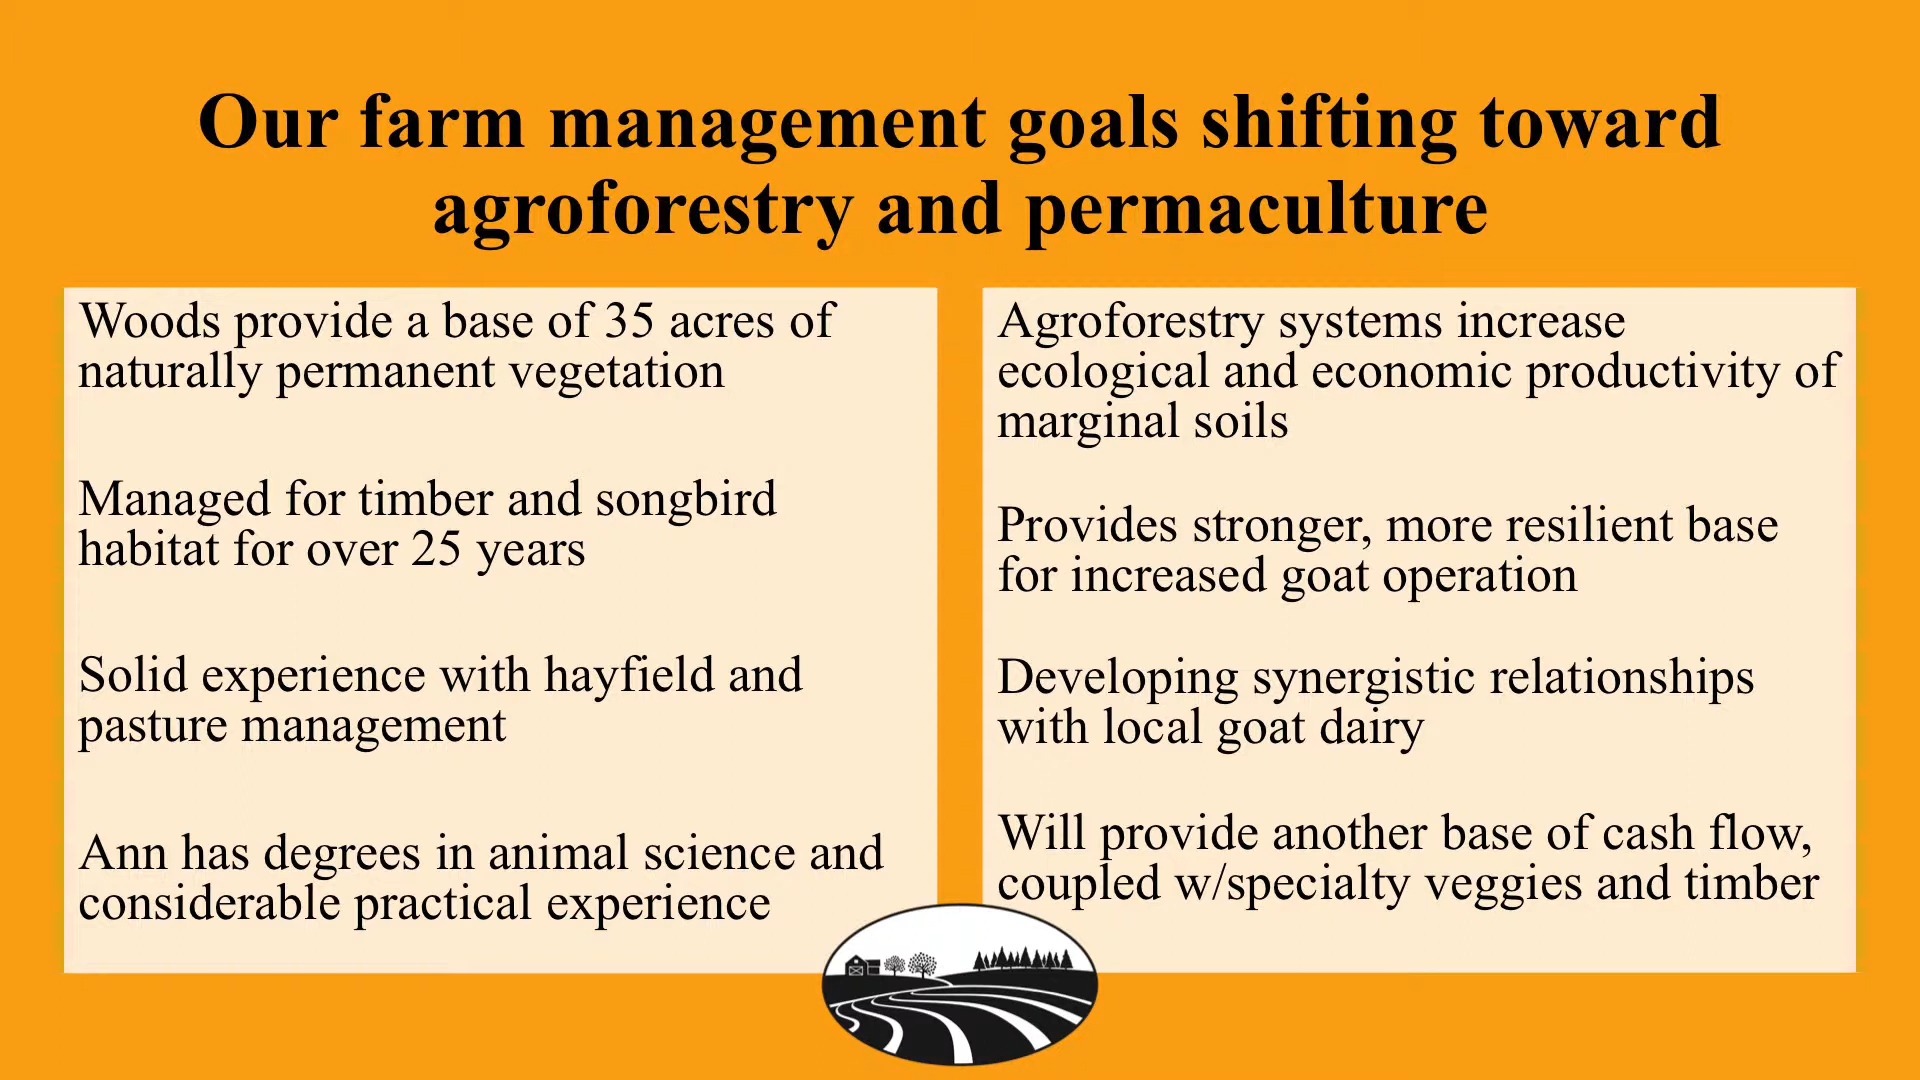 Our farm management goals shifting toward
agroforestry and permaculture
Woods provide a base of 35 acres of
naturally permanent vegetation
Managed for timber and songbird
habitat for over 25 years
Solid experience with hayfield and
pasture management
Ann has degrees in animal science and
considerable practical experience
Agroforestry systems increase
ecological and economic productivity of
marginal soils
Provides stronger, more resilient base
for increased goat operation
Developing synergistic relationships
with local goat dairy
Will provide another base of cash flow,
coupled w/specialty veggies and timber